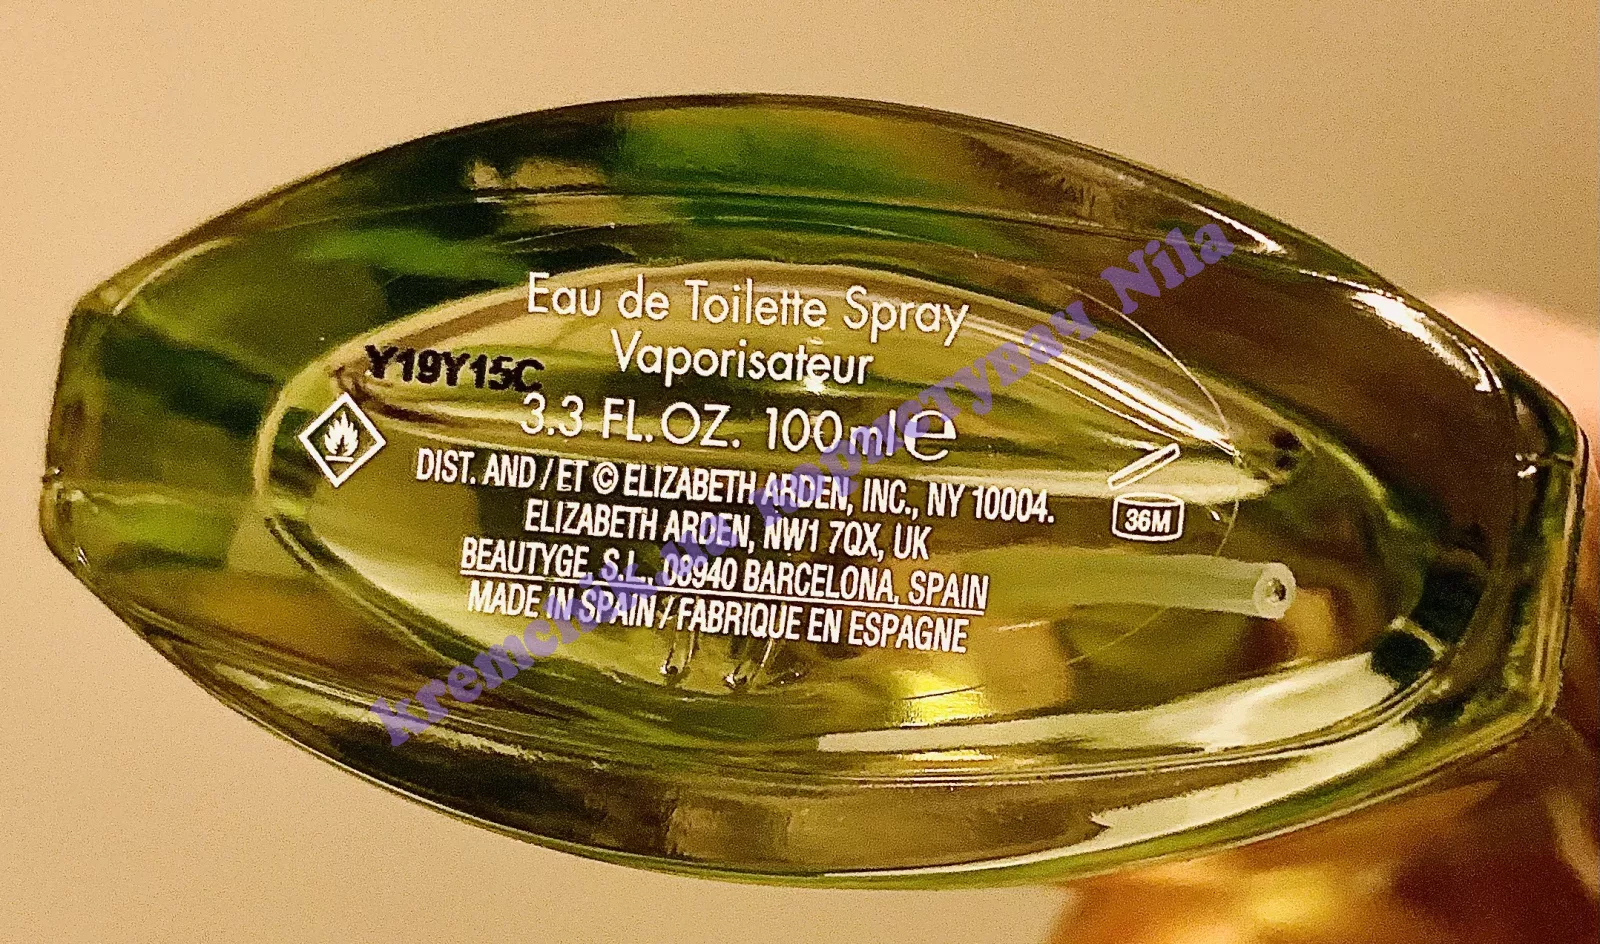 Eau de Toilette Spray
Vaporisateur
Y19Y15C
3.3 FL.OZ. 100ml e
DIST. AND / ET © ELIZABETH ARDEN, INC., NY 10004.
ELIZABETH ARDEN, NW1 7QX, UK
BEAUTYGE, S.L., 08940 BARCELONA, SPAIN
MADE IN SPAIN / FABRIQUE EN ESPAGNE
36M
Nila